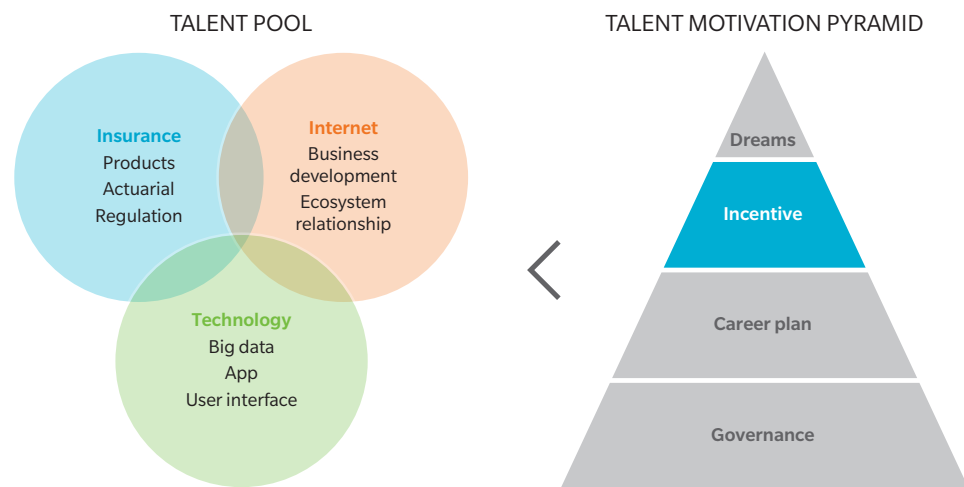 TALENT POOL
Insurance
Products
Actuarial
Regulation
Internet
Business
development
Ecosystem
relationship
Technology
Big data
App
User interface
TALENT MOTIVATION PYRAMID
Dreams
Incentive
Career plan
Governance